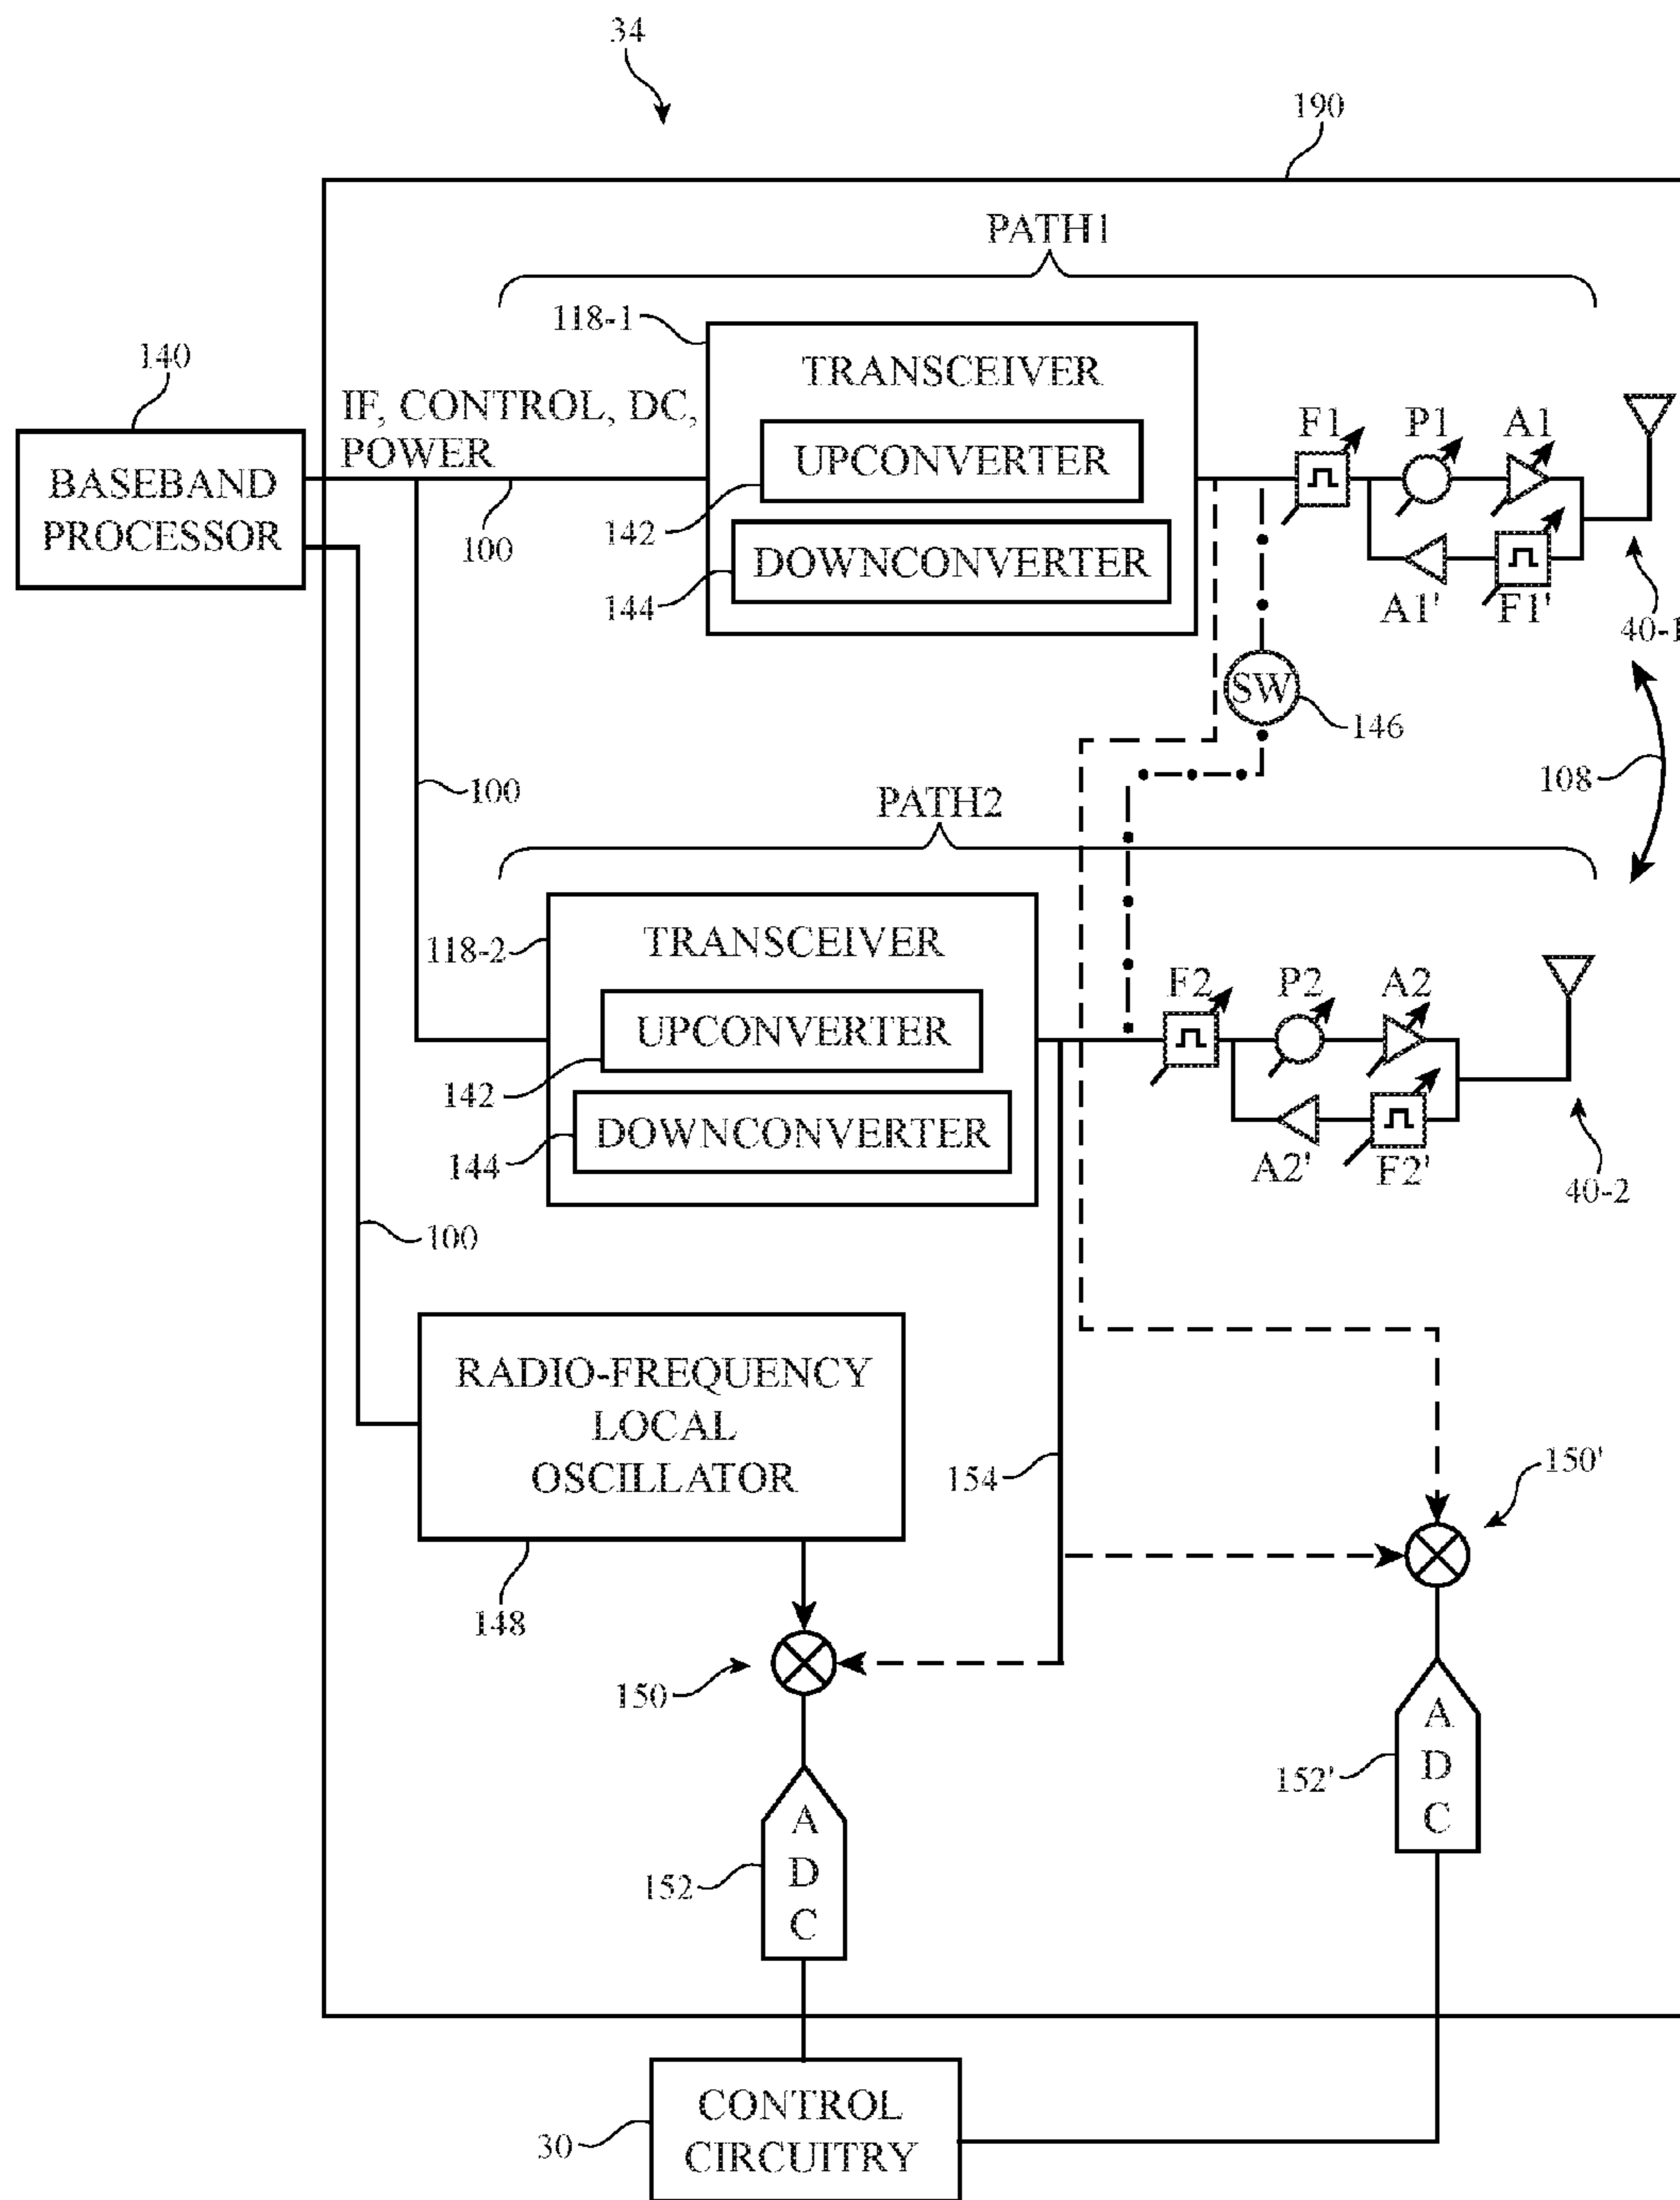 34
190
PATH1
118-1
TRANSCEIVER
140
IF, CONTROL, DC,
POWER
BASEBAND
PROCESSOR
UPCONVERTER
142
100
DOWNCONVERTER
144
F1
P1
A1
A1'
F1'
40-1
SW
146
108
100
PATH2
118-2
TRANSCEIVER
UPCONVERTER
142
DOWNCONVERTER
144
F2
P2
A2
A2'
F2'
40-2
100
RADIO-FREQUENCY
LOCAL
OSCILLATOR
148
154
150'
150
A
D
C
152'
A
D
C
152
CONTROL
CIRCUITRY
30